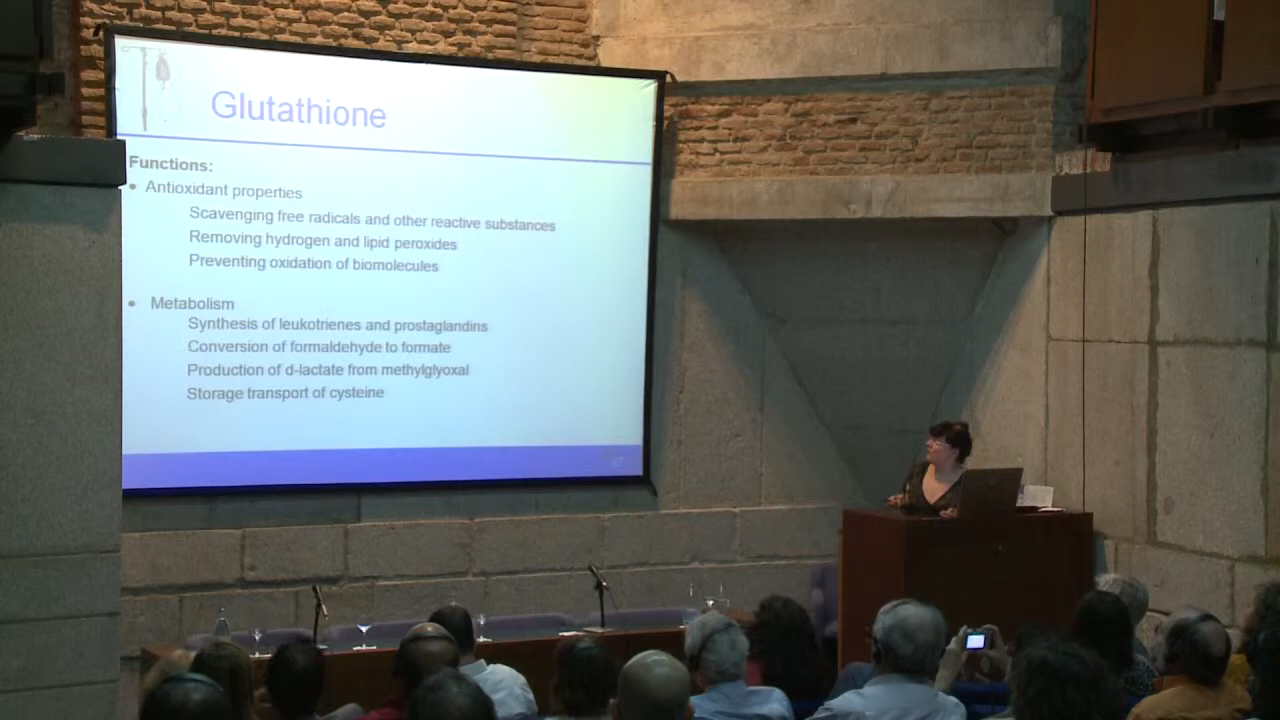 Glutathione
Functions:
• Antioxidant properties
Scavenging free radicals and other reactive substances
Removing hydrogen and lipid peroxides
Preventing oxidation of biomolecules
• Metabolism
Synthesis of leukotrienes and prostaglandins
Conversion of formaldehyde to formate
Production of d-lactate from methylglyoxal
Storage transport of cysteine